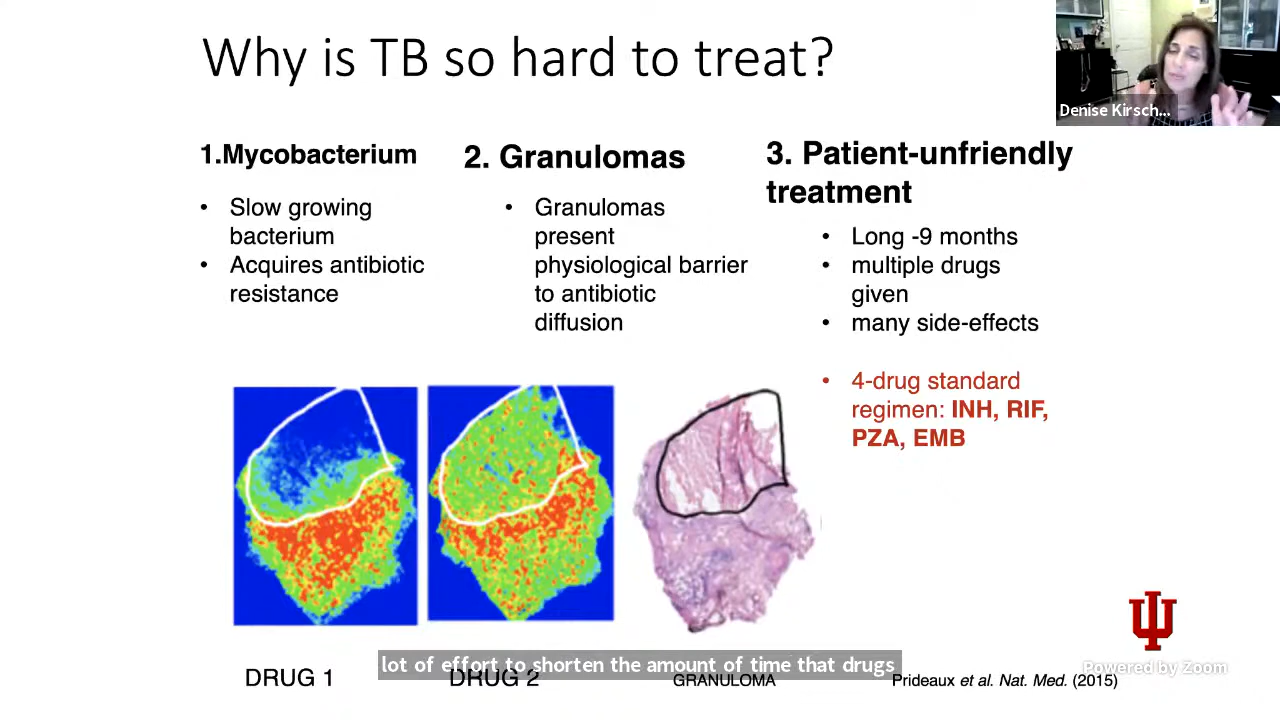 Why is TB so hard to treat?
Denise Kirsch...
1.Mycobacterium
• Slow growing
bacterium
• Acquires antibiotic
resistance
2. Granulomas
• Granulomas
present
physiological barrier
to antibiotic
diffusion
3. Patient-unfriendly
treatment
• Long -9 months
• multiple drugs
given
• many side-effects
• 4-drug standard
regimen: INH, RIF,
PZA, EMB
lot of effort to shorten the amount of time that drugs
DRUG 1
DRUG 2
GRANULOMA
Prideaux et al. Nat. Med. (2015)
Powered by Zoom